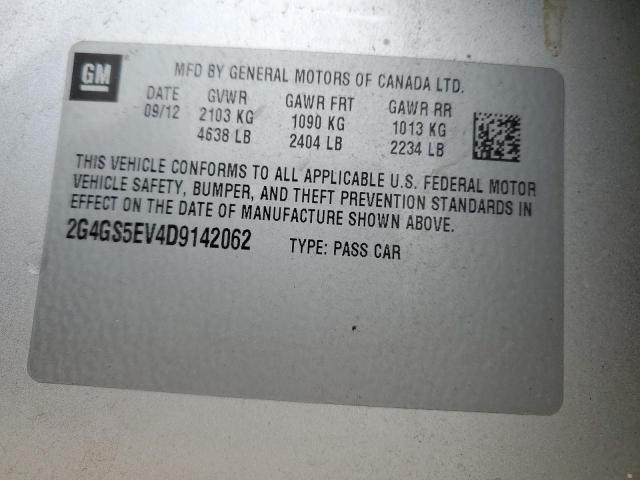 GM
MFD BY GENERAL MOTORS OF CANADA LTD.
DATE GVWR GAWR FRT GAWR RR
09/12 2103 KG 1090 KG 1013 KG
4638 LB 2404 LB 2234 LB
THIS VEHICLE CONFORMS TO ALL APPLICABLE U.S. FEDERAL MOTOR
VEHICLE SAFETY, BUMPER, AND THEFT PREVENTION STANDARDS IN
EFFECT ON THE DATE OF MANUFACTURE SHOWN ABOVE.
2G4GS5EV4D9142062 TYPE: PASS CAR